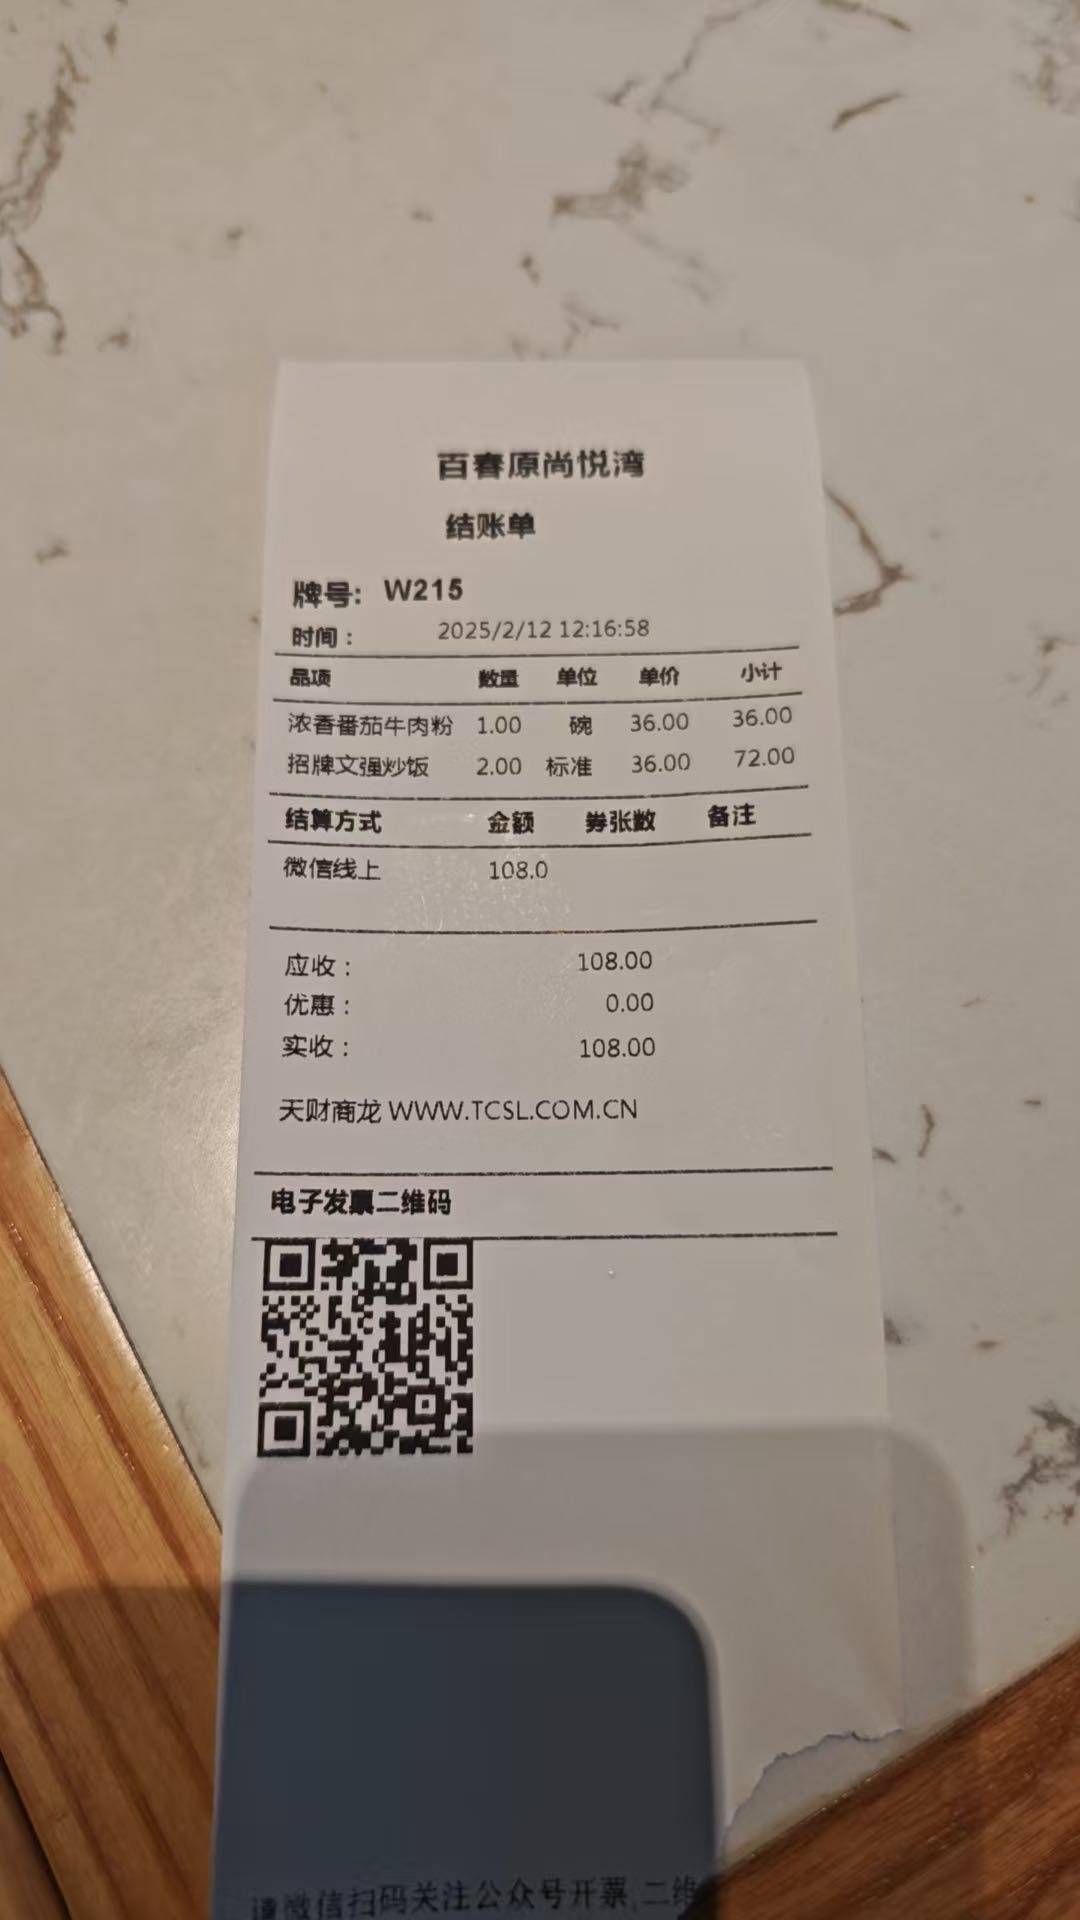 百春原尚悦湾
结账单
牌号: W215
时间： 2025/2/12 12:16:58
品项 数量 单位 单价 小计
浓香番茄牛肉粉 1.00 碗 36.00 36.00
招牌文强炒饭 2.00 标准 36.00 72.00
结算方式 金额 券张数 备注
微信线上 108.0
应收： 108.00
优惠： 0.00
实收： 108.00
天财商龙 WWW.TCSL.COM.CN
电子发票二维码
请微信扫码关注公众号开票,二维